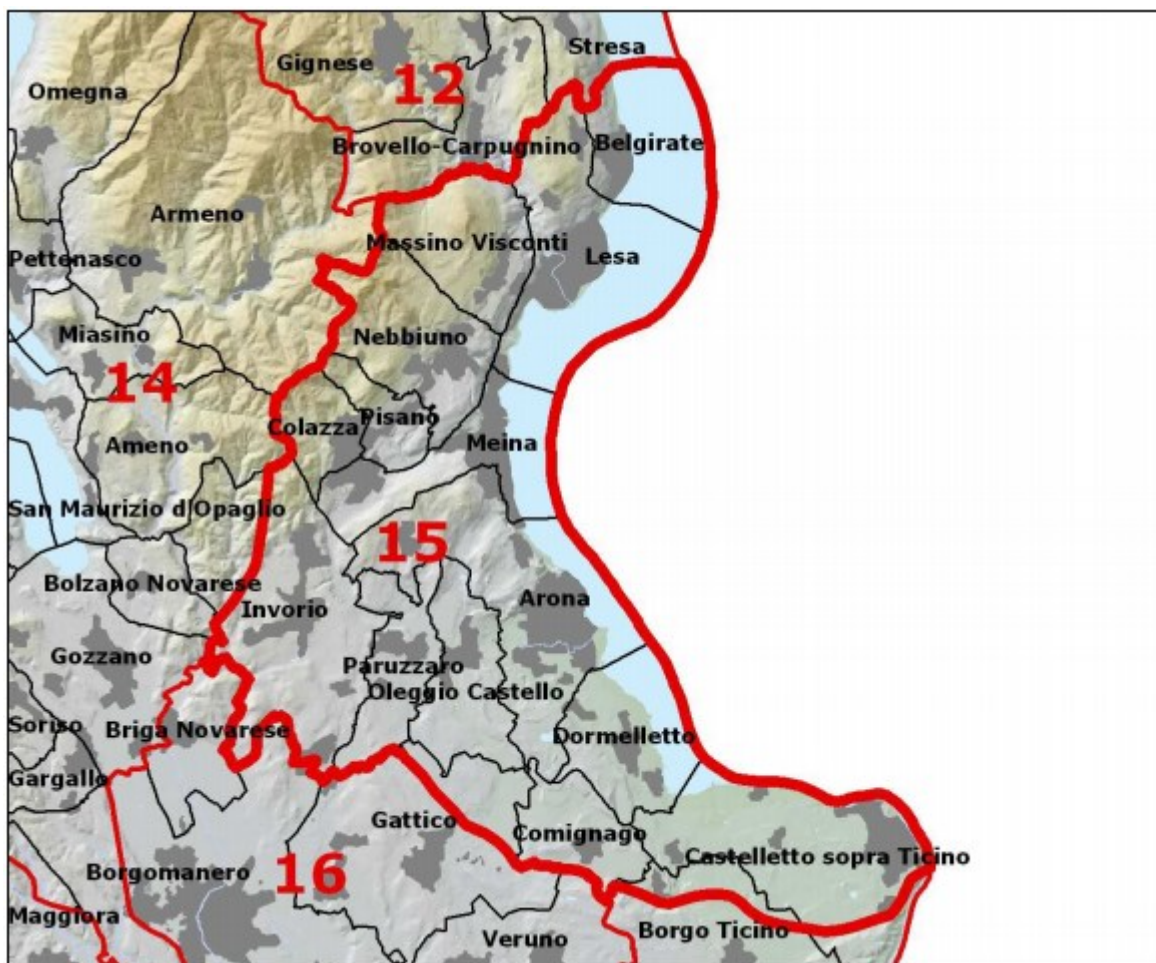 Stresa
Gignese
12
Omegna
Brovello-Carpugnino
Belgirate
Armeno
Massino Visconti
Pettenasco
Lesa
Miasino
Nebbiuno
14
Colazza
Pisano
Meina
Ameno
San Maurizio d'Opaglio
15
Bolzano Novarese
Invorio
Arona
Gozzano
Paruzzaro
Oleggio Castello
Soriso
Briga Novarese
Dormelletto
Gargallo
Gattico
Comignago
Castelletto sopra Ticino
Borgomanero
16
Maggiora
Veruno
Borgo Ticino